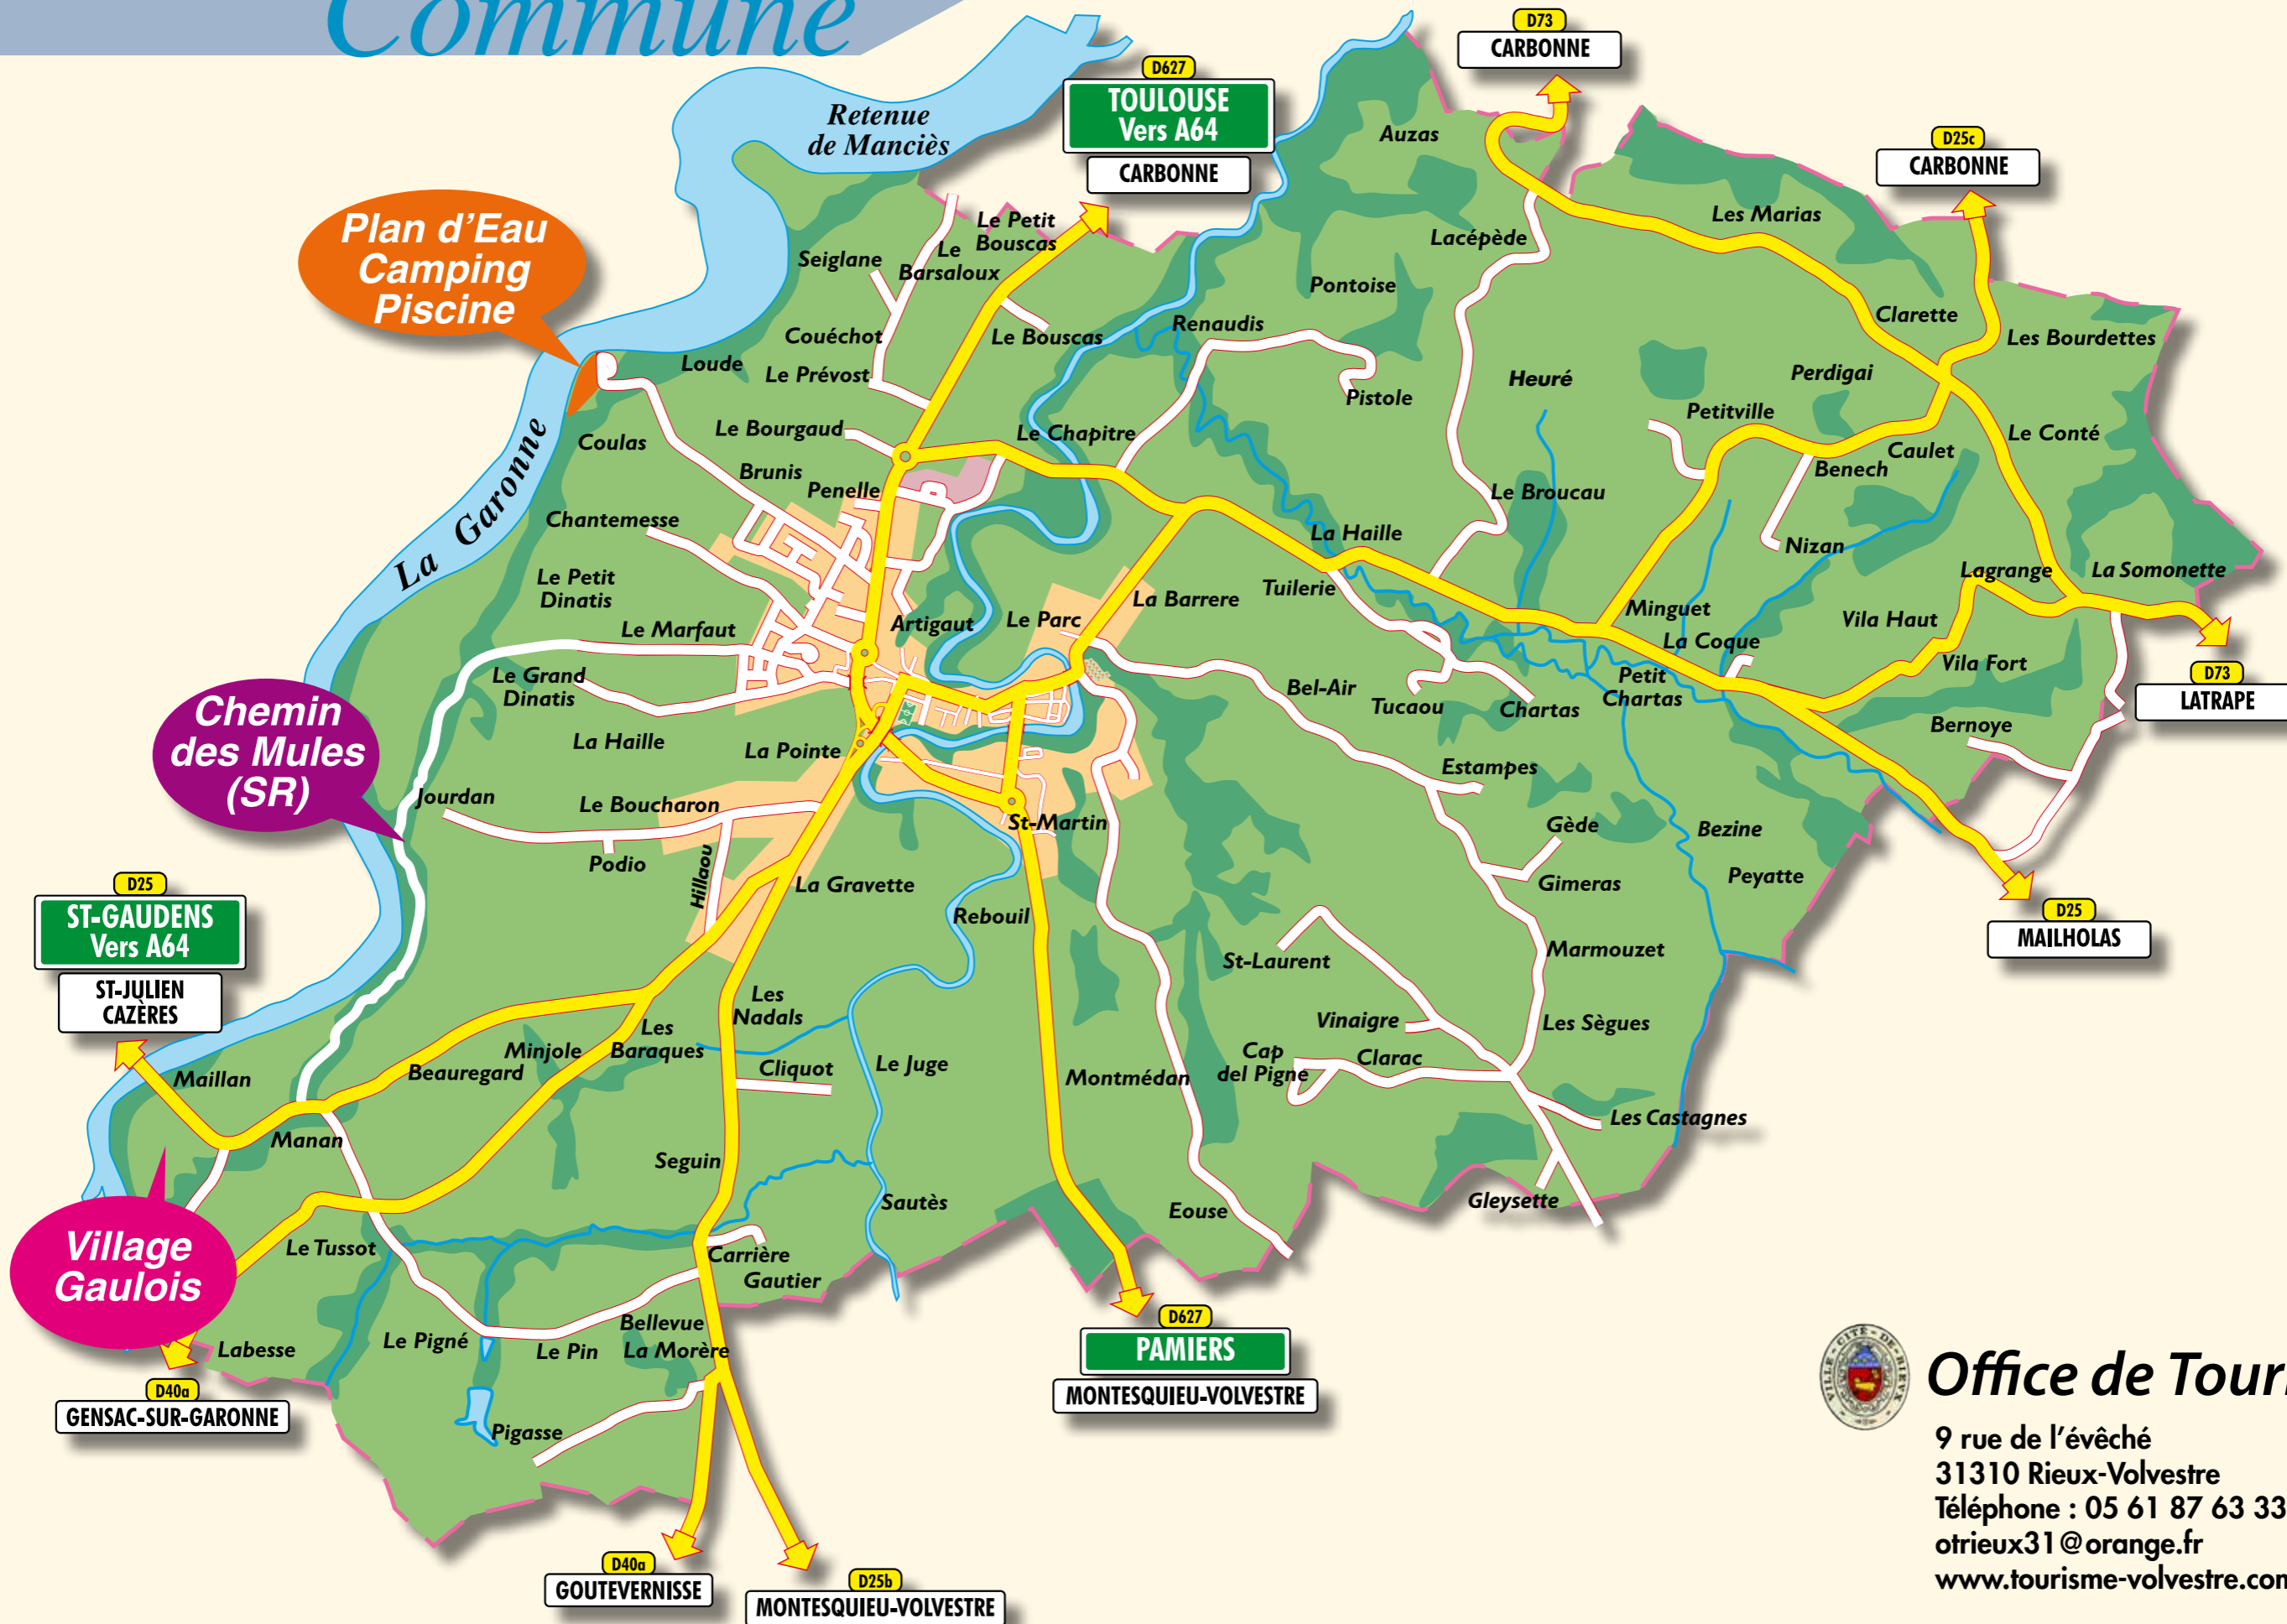 Commune
D73
CARBONNE
D627
TOULOUSE
Vers A64
CARBONNE
Retenue
de Manciès
Auzas
D25c
CARBONNE
Plan d'Eau
Camping
Piscine
Le Petit
Bouscas
Le
Barsaloux
Seiglane
Lacépède
Les Marias
Pontoise
Clarette
Les Bourdettes
Couéchot
Le Bouscas
Renaudis
Loude
Le Prévost
Pistole
Heuré
Perdigai
Petitville
Le Bourgaud
Le Chapitre
Le Conté
Coulas
Caulet
Brunis
Benech
Penelle
Le Broucau
La Garonne
Chantemesse
La Haille
Nizan
Le Petit
Dinatis
Lagrange
La Somonette
Tuilerie
La Barrere
Minguet
Le Marfaut
Artigaut
Le Parc
Vila Haut
La Coque
Vila Fort
Le Grand
Dinatis
Bel-Air
Petit
Chartas
Tucaou
Chartas
D73
LATRAPE
Chemin
des Mules
(SR)
La Haille
La Pointe
Bernoye
Estampes
Jourdan
Le Boucharon
St-Martin
Gède
Bezine
Podio
Hillaou
La Gravette
Gimeras
Peyatte
D25
ST-GAUDENS
Vers A64
ST-JULIEN
CAZÈRES
Rebouil
D25
MAILHOLAS
St-Laurent
Marmouzet
Les
Nadals
Vinaigre
Les Sègues
Minjole
Les
Baraques
Cap
del Pigne
Clarac
Maillan
Beauregard
Cliquot
Le Juge
Montmédan
Les Castagnes
Manan
Seguin
Sautès
Eouse
Gleysette
Village
Gaulois
Le Tussot
Carrière
Gautier
Bellevue
Labesse
Le Pigné
Le Pin
La Morère
D627
PAMIERS
MONTESQUIEU-VOLVESTRE
D40a
GENSAC-SUR-GARONNE
Pigasse
D40a
GOUTEVERNISSE
D25b
MONTESQUIEU-VOLVESTRE
VILLE-CITÉ-DE-RIEUX
Office de Touri
9 rue de l'évêché
31310 Rieux-Volvestre
Téléphone : 05 61 87 63 33
otrieux31@orange.fr
www.tourisme-volvestre.com